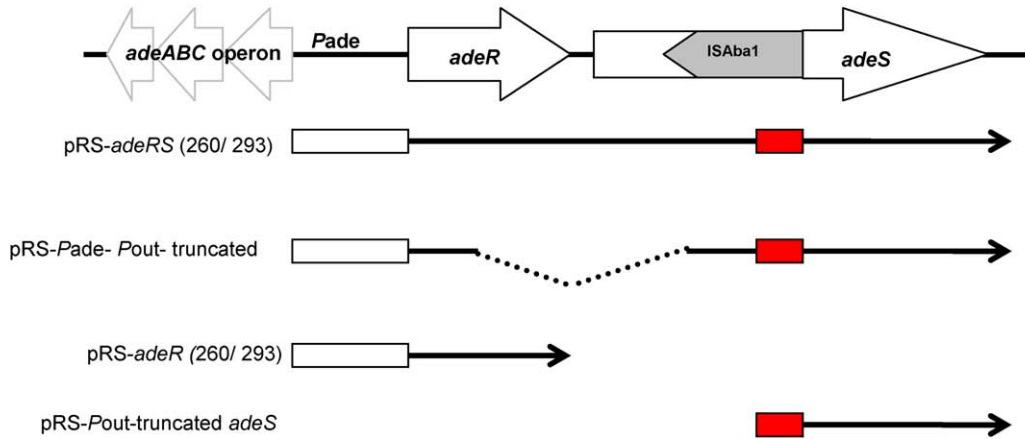 adeABC operon
Pade
adeR
ISAba1
adeS
pRS-adeRS (260/ 293)
pRS-Pade- Pout- truncated
pRS-adeR (260/ 293)
pRS-Pout-truncated adeS